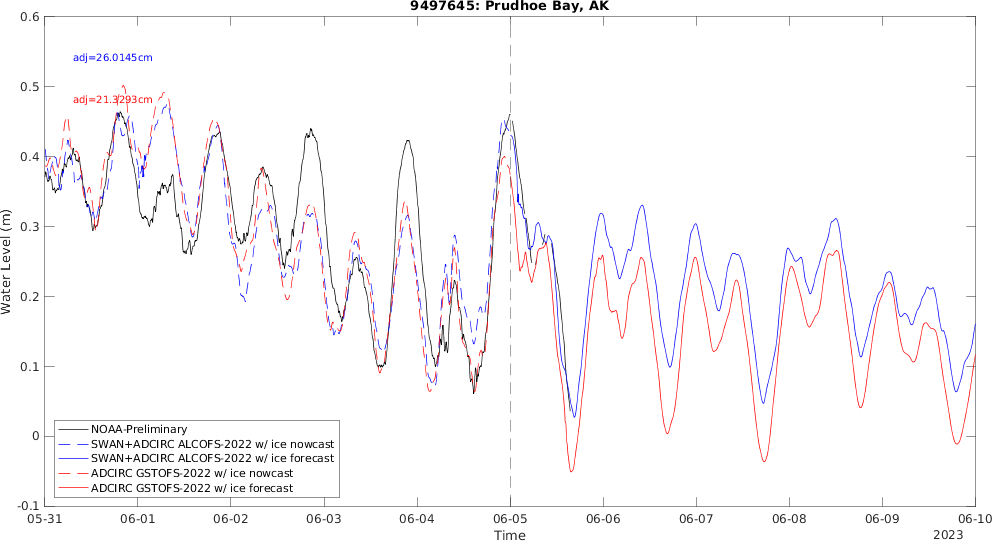 9497645: Prudhoe Bay, AK
0.6
0.5
0.4
0.3
0.2
0.1
0
-0.1
Water Level (m)
adj=26.0145cm
adj=21.3293cm
NOAA-Preliminary
SWAN+ADCIRC ALCOFS-2022 w/ ice nowcast
SWAN+ADCIRC ALCOFS-2022 w/ ice forecast
ADCIRC GSTOFS-2022 w/ ice nowcast
ADCIRC GSTOFS-2022 w/ ice forecast
05-31 06-01 06-02 06-03 06-04 06-05 06-06 06-07 06-08 06-09 06-10
Time
2023